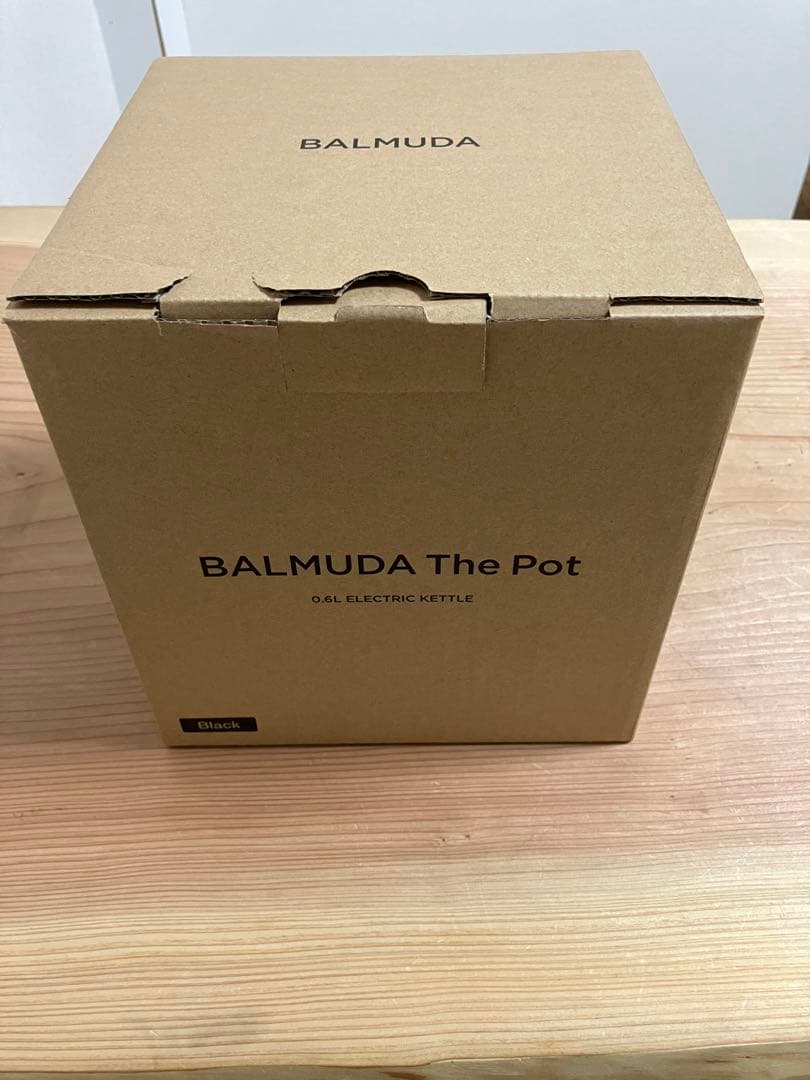 BALMUDA
BALMUDA The Pot
0.6L ELECTRIC KETTLE
Black